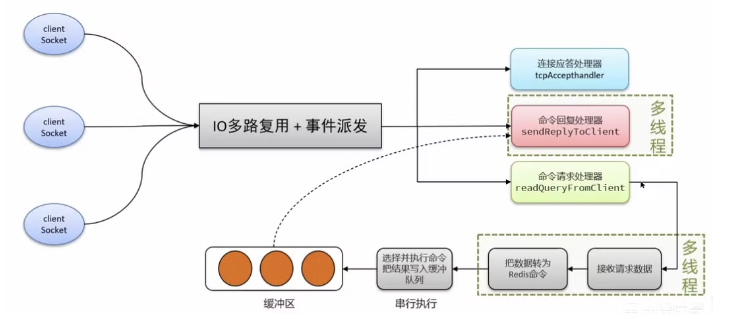 client
Socket
client
Socket
client
Socket
IO多路复用 + 事件派发
连接应答处理器
tcpAccepthandler
命令回复处理器
sendReplyToClient
多线程
命令请求处理器
readQueryFromClient
缓冲区
选择并执行命令
把结果写入缓冲
队列
串行执行
把数据转为
Redis命令
接收请求数据
多线程